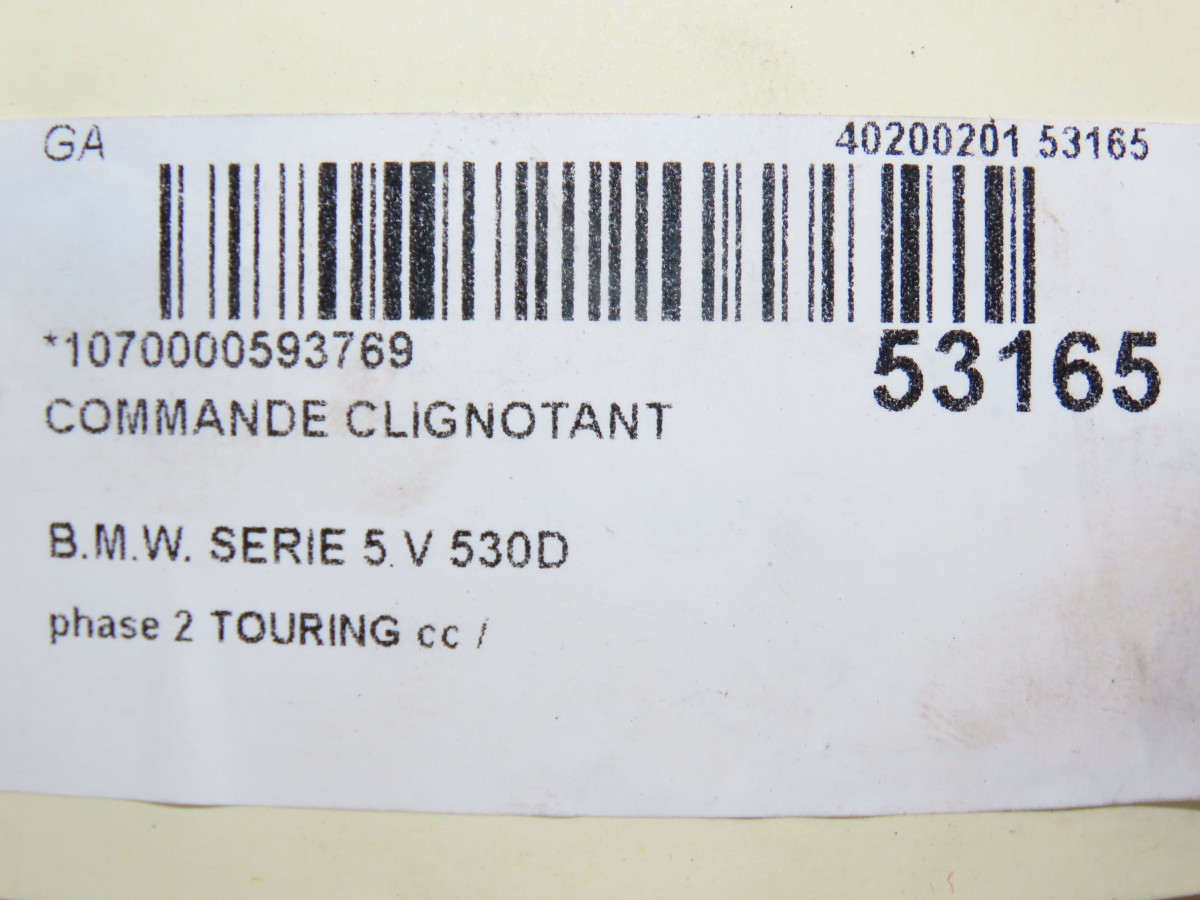 GA 40200201 53165
*1070000593769 53165
COMMANDE CLIGNOTANT
B.M.W. SERIE 5 V 530D
phase 2 TOURING cc /